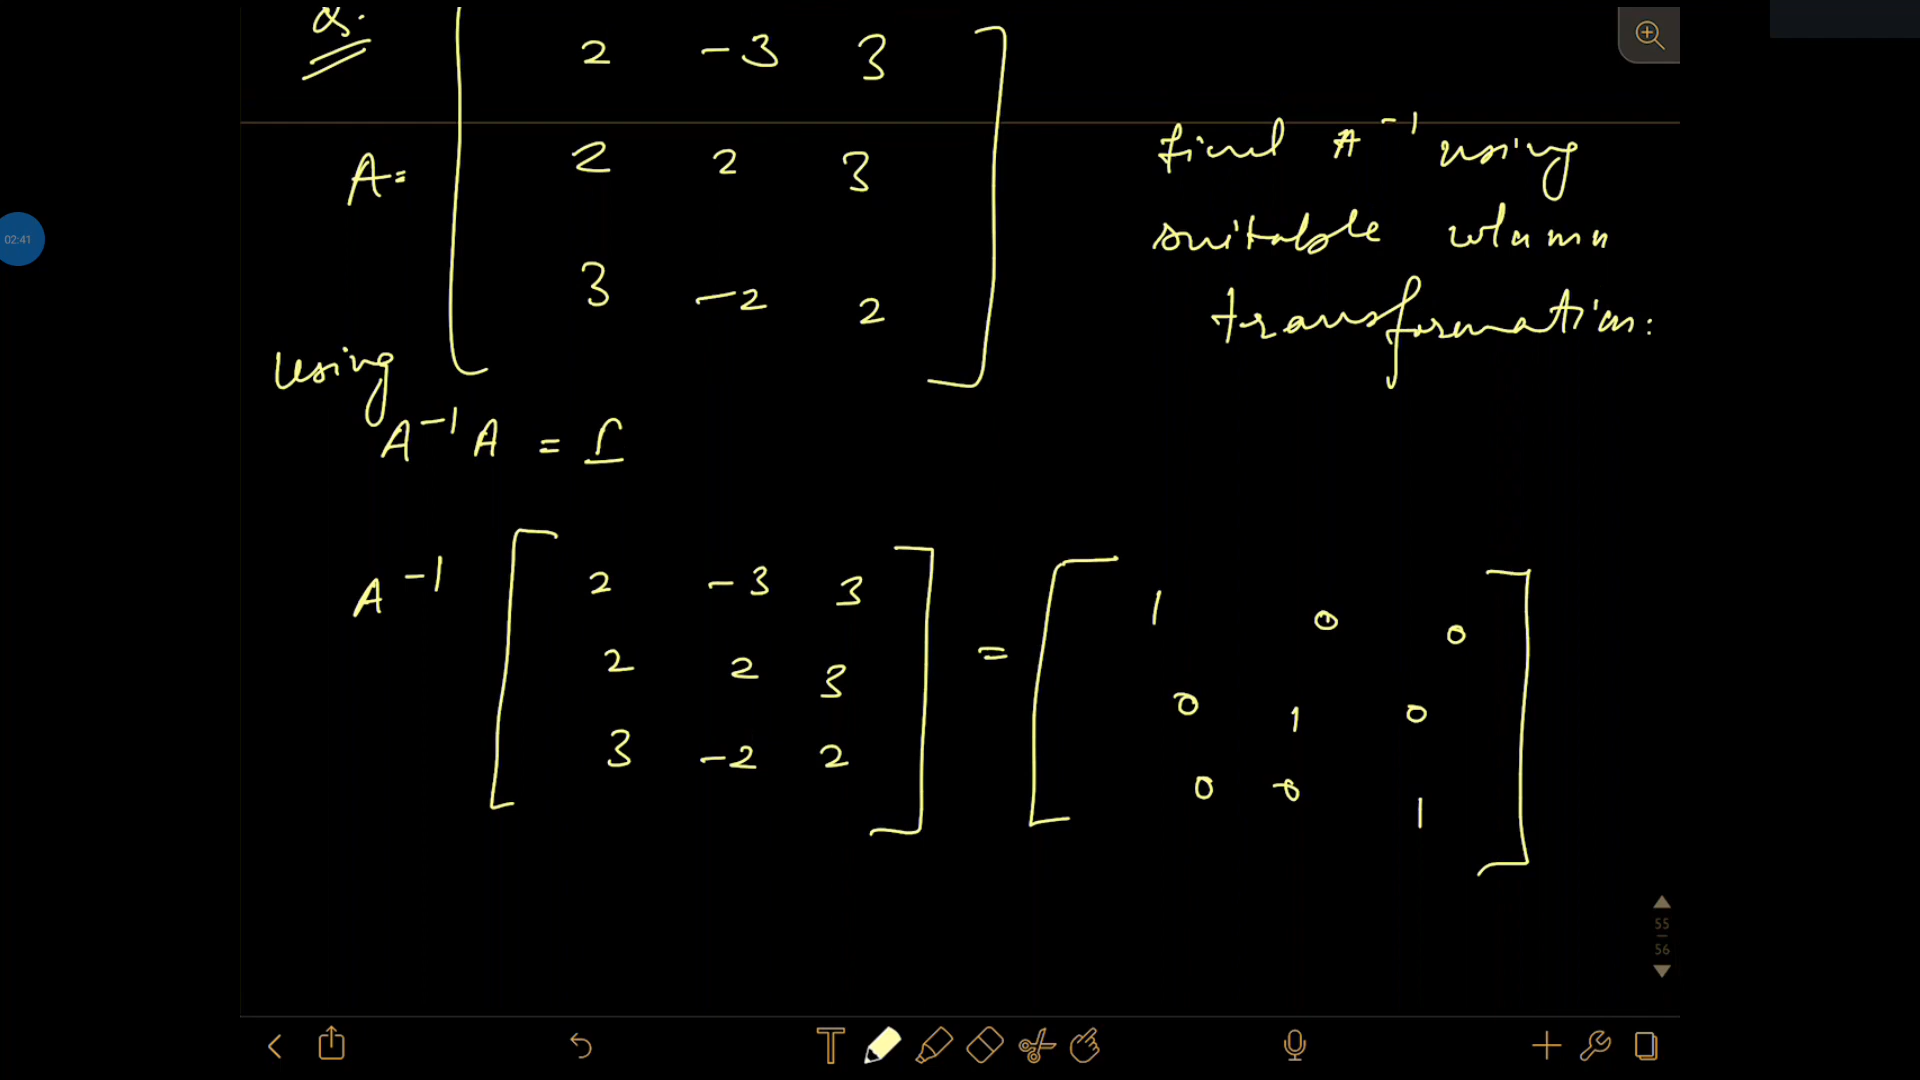 Q.
2 -3 3
A= 2 2 3
3 -2 2
find A⁻¹ using
suitable column
transformation:
using
A⁻¹ A = I
A⁻¹ [ 2 -3 3 ] = [ 1 0 0 ]
2 2 3 0 1 0
3 -2 2 0 0 1
02:41
55
56
T